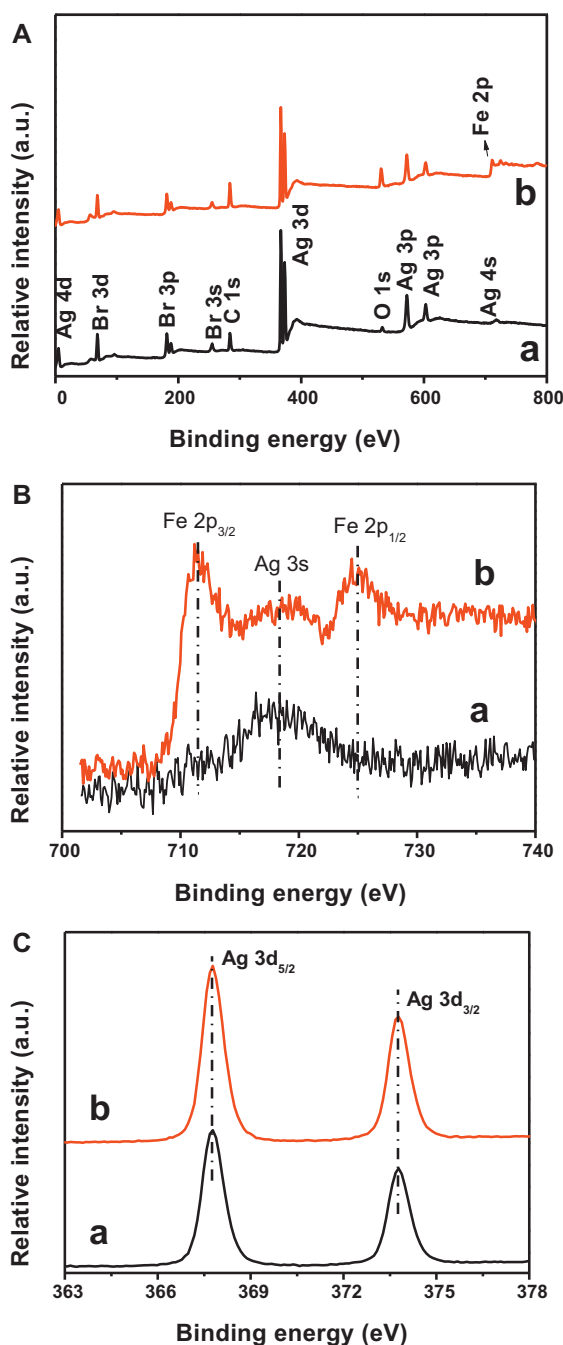 A
Relative intensity (a.u.)
Fe 2p
b
Ag 4d
Br 3d
Br 3p
Br 3s
C 1s
Ag 3d
O 1s
Ag 3p
Ag 3p
Ag 4s
a
0 200 400 600 800
Binding energy (eV)
B
Relative intensity (a.u.)
Fe 2p3/2
Ag 3s
Fe 2p1/2
b
a
700 710 720 730 740
Binding energy (eV)
C
Relative intensity (a.u.)
Ag 3d5/2
Ag 3d3/2
b
a
363 366 369 372 375 378
Binding energy (eV)